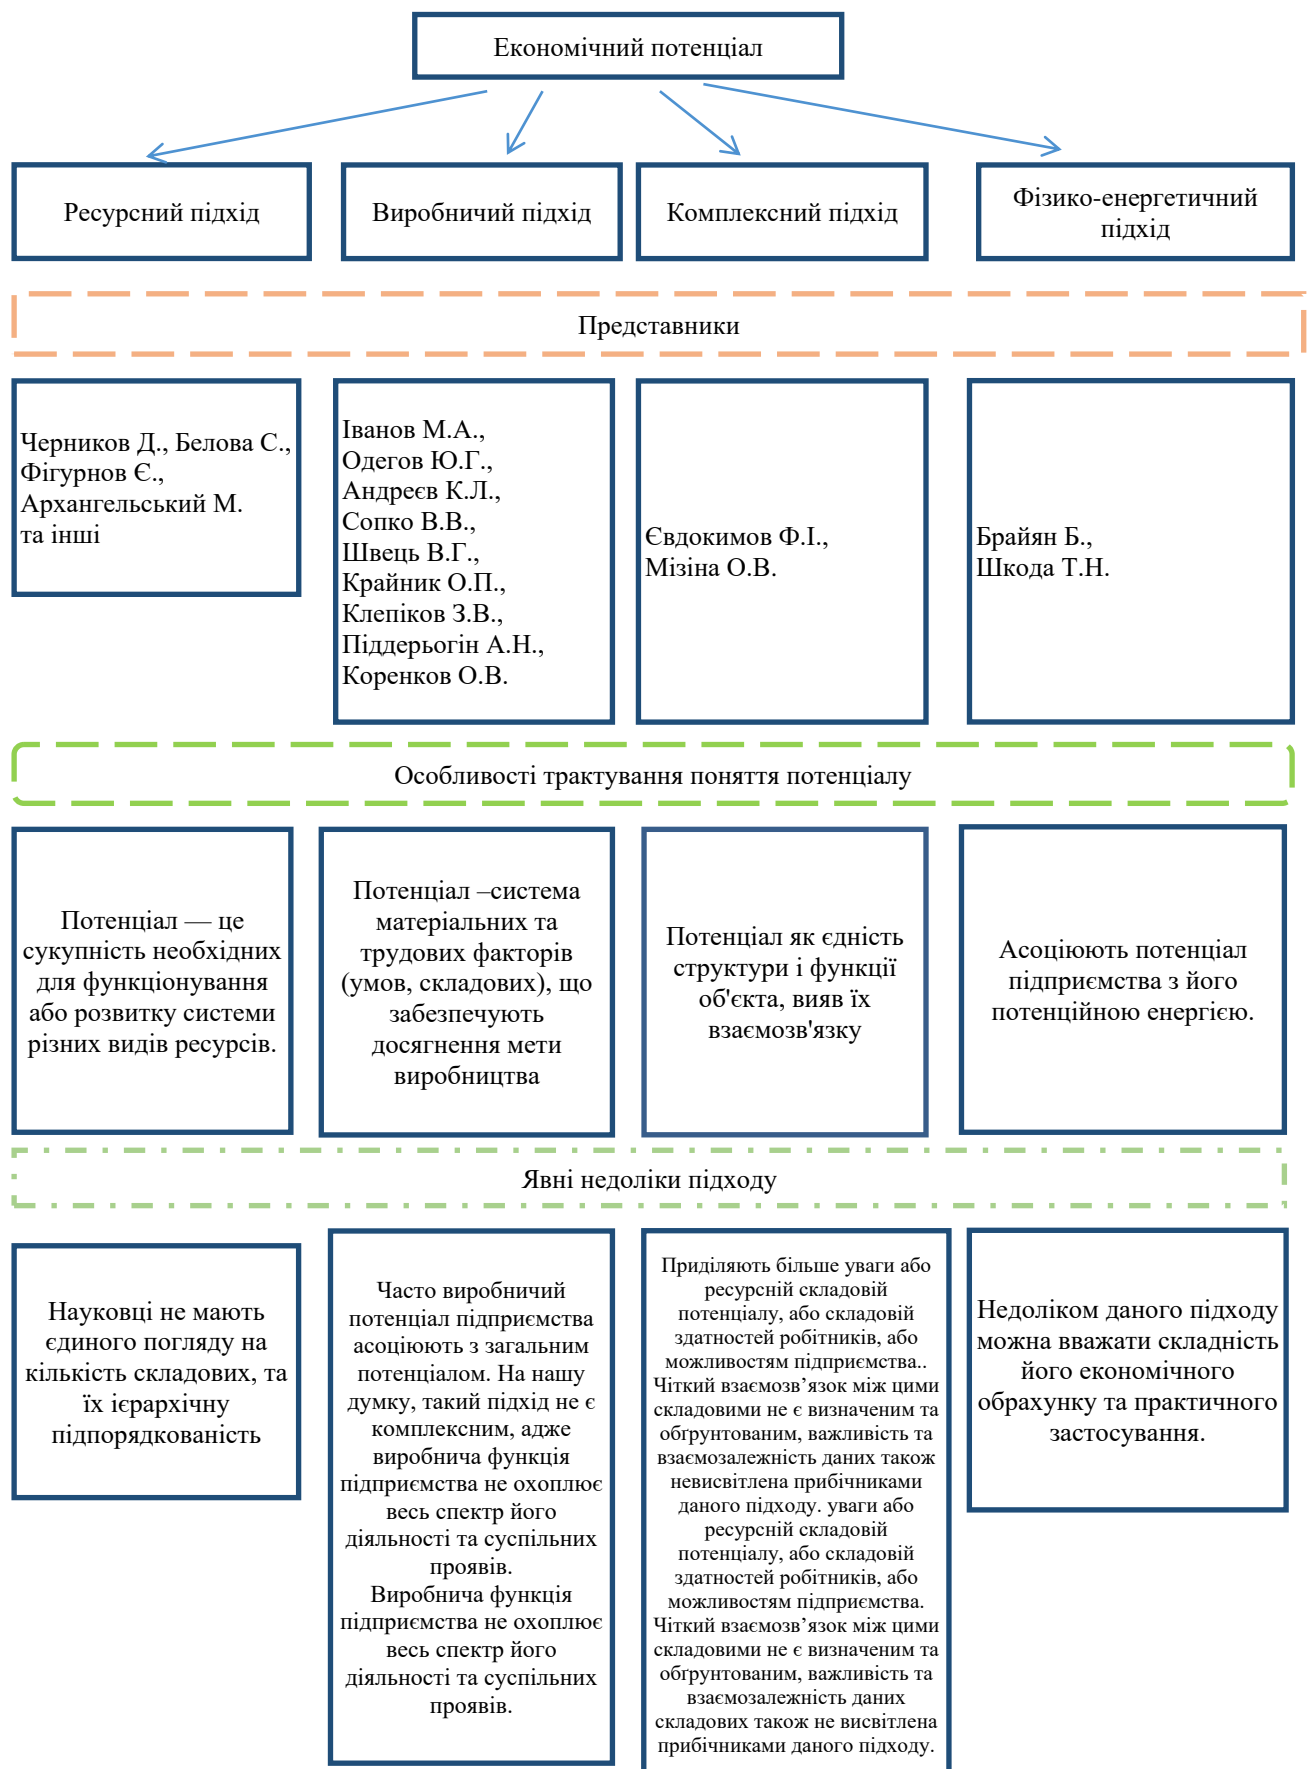 Економічний потенціал
Ресурсний підхід
Виробничий підхід
Комплексний підхід
Фізико-енергетичний
підхід
Представники
Черников Д., Белова С.,
Фігурнов Є.,
Архангельський М.
та інші
Іванов М.А.,
Одегов Ю.Г.,
Андреєв К.Л.,
Сопко В.В.,
Швець В.Г.,
Крайник О.П.,
Клепіков З.В.,
Піддерьогін А.Н.,
Коренков О.В.
Євдокимов Ф.І.,
Мізіна О.В.
Брайян Б.,
Шкода Т.Н.
Особливості трактування поняття потенціалу
Потенціал — це
сукупність необхідних
для функціонування
або розвитку системи
різних видів ресурсів.
Потенціал –система
матеріальних та
трудових факторів
(умов, складових), що
забезпечують
досягнення мети
виробництва
Потенціал як єдність
структури і функції
об'єкта, вияв їх
взаємозв'язку
Асоціюють потенціал
підприємства з його
потенційною енергією.
Явні недоліки підходу
Науковці не мають
єдиного погляду на
кількість складових, та
їх ієрархічну
підпорядкованість
Часто виробничий
потенціал підприємства
асоціюють з загальним
потенціалом. На нашу
думку, такий підхід не є
комплексним, адже
виробнича функція
підприємства не охоплює
весь спектр його
діяльності та суспільних
проявів.
Виробнича функція
підприємства не охоплює
весь спектр його
діяльності та суспільних
проявів.
Приділяють більше уваги або
ресурсній складовій
потенціалу, або складовій
здатностей робітників, або
можливостям підприємства..
Чіткий взаємозв’язок між цими
складовими не є визначеним та
обґрунтованим, важливість та
взаємозалежність даних також
невисвітлена прибічниками
даного підходу. уваги або
ресурсній складовій
потенціалу, або складовій
здатностей робітників, або
можливостям підприємства.
Чіткий взаємозв’язок між цими
складовими не є визначеним та
обґрунтованим, важливість та
взаємозалежність даних
складових також не висвітлена
прибічниками даного підходу.
Недоліком даного підходу
можна вважати складність
його економічного
обрахунку та практичного
застосування.